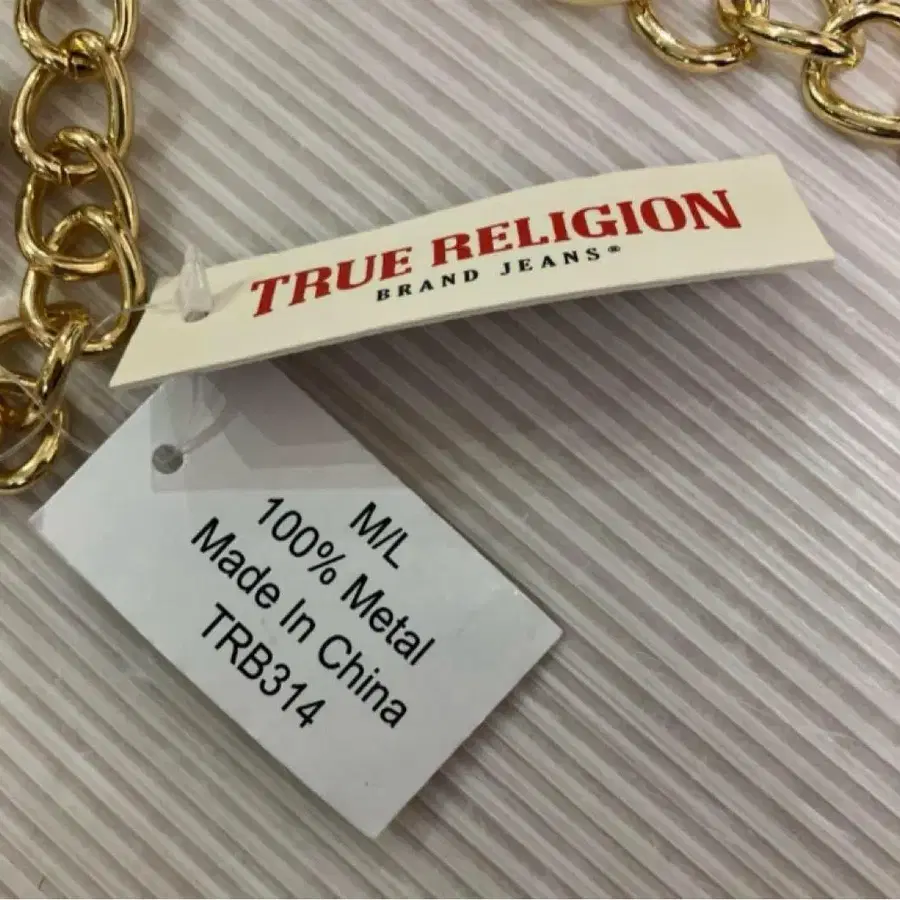 TRUE RELIGION
BRAND JEANS®
M/L
100% Metal
Made In China
TRB314